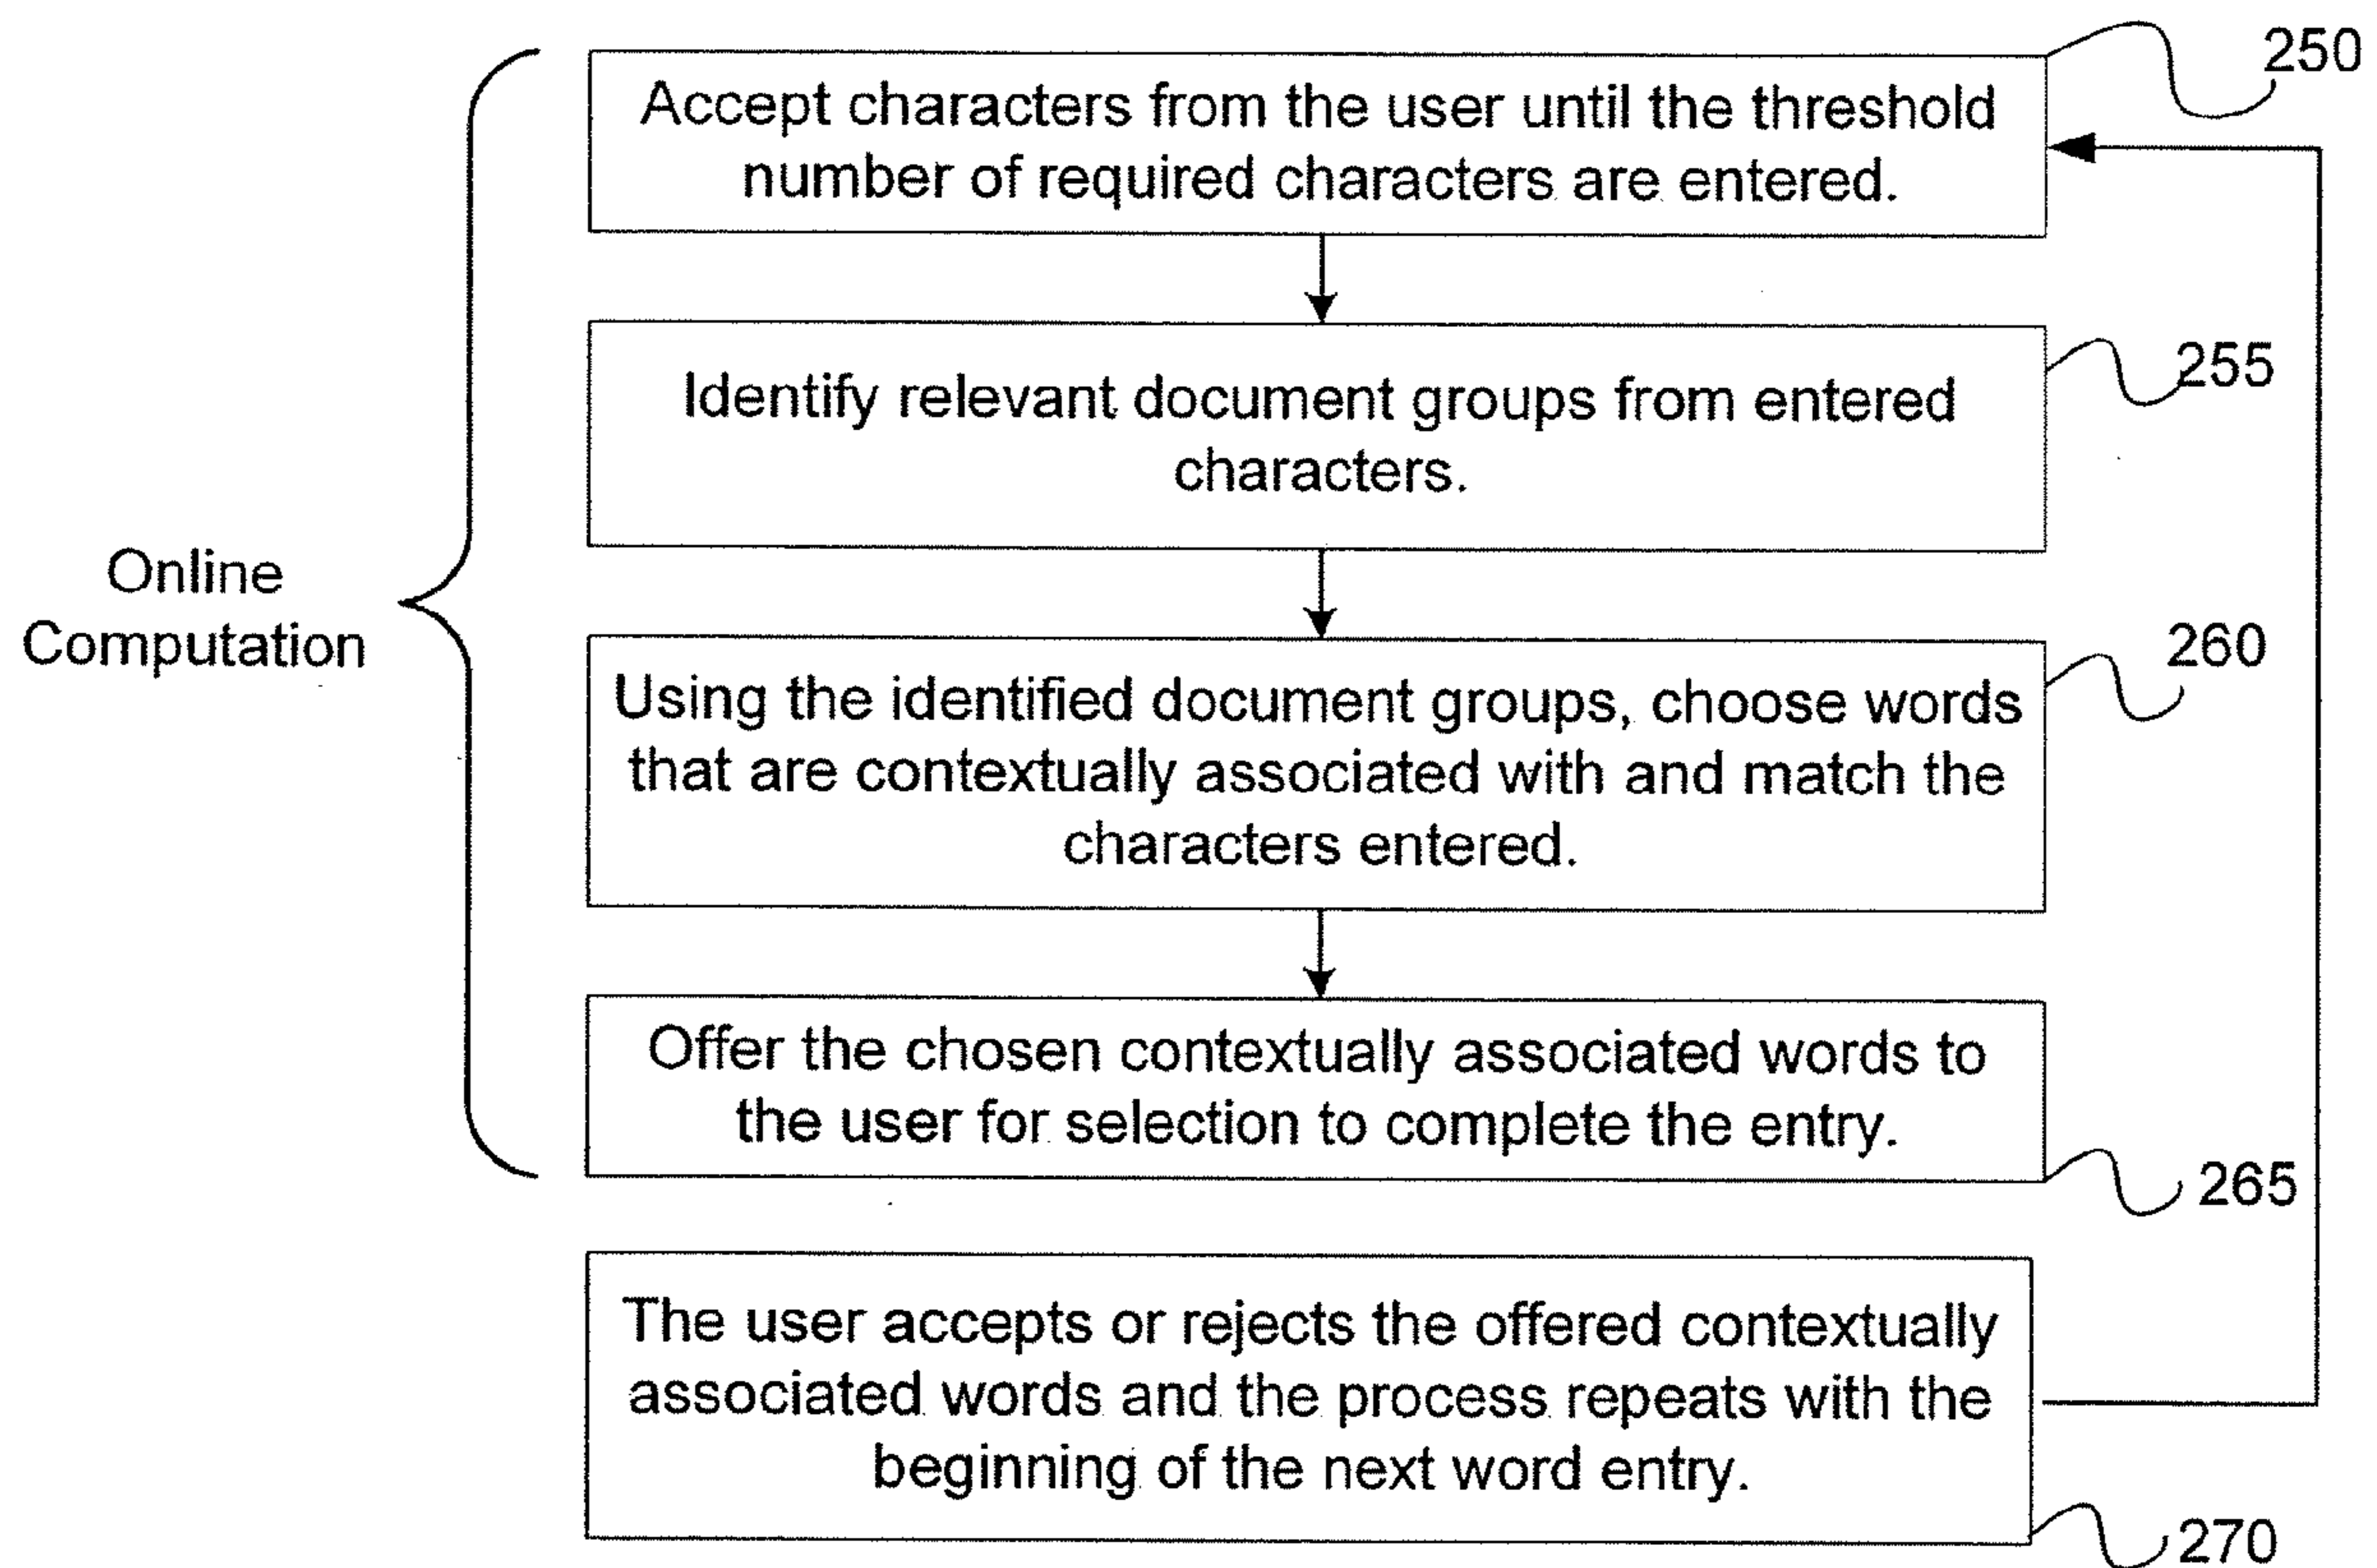 250
Accept characters from the user until the threshold
number of required characters are entered.
255
Identify relevant document groups from entered
characters.
Online
Computation
260
Using the identified document groups, choose words
that are contextually associated with and match the
characters entered.
Offer the chosen contextually associated words to
the user for selection to complete the entry.
265
The user accepts or rejects the offered contextually
associated words and the process repeats with the
beginning of the next word entry.
270